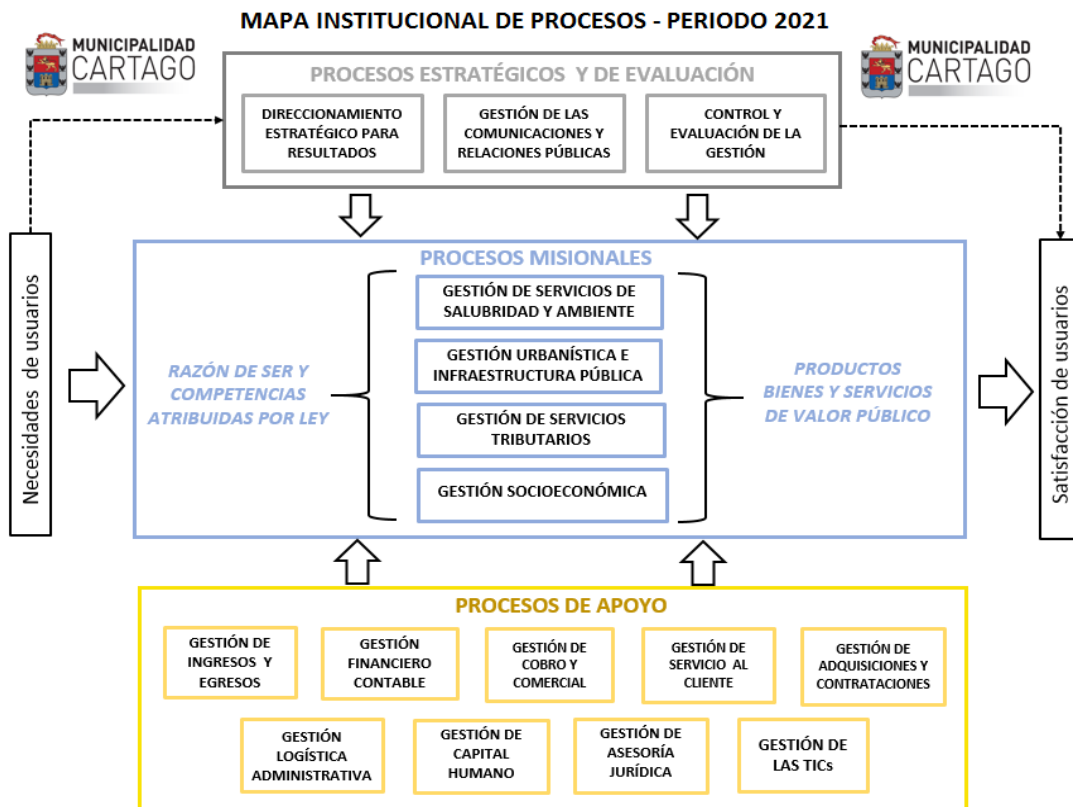 MAPA INSTITUCIONAL DE PROCESOS - PERIODO 2021
MUNICIPALIDAD
CARTAGO
MUNICIPALIDAD
CARTAGO
PROCESOS ESTRATÉGICOS Y DE EVALUACIÓN
DIRECCIONAMIENTO
ESTRATÉGICO PARA
RESULTADOS
GESTIÓN DE LAS
COMUNICACIONES Y
RELACIONES PÚBLICAS
CONTROL Y
EVALUACIÓN DE LA
GESTIÓN
Necesidades de usuarios
PROCESOS MISIONALES
RAZÓN DE SER Y
COMPETENCIAS
ATRIBUIDAS POR LEY
GESTIÓN DE SERVICIOS DE
SALUBRIDAD Y AMBIENTE
GESTIÓN URBANÍSTICA E
INFRAESTRUCTURA PÚBLICA
GESTIÓN DE SERVICIOS
TRIBUTARIOS
GESTIÓN SOCIOECONÓMICA
PRODUCTOS
BIENES Y SERVICIOS
DE VALOR PÚBLICO
Satisfacción de usuarios
PROCESOS DE APOYO
GESTIÓN DE
INGRESOS Y
EGRESOS
GESTIÓN
FINANCIERO
CONTABLE
GESTIÓN DE
COBRO Y
COMERCIAL
GESTIÓN DE
SERVICIO AL
CLIENTE
GESTIÓN DE
ADQUISICIONES Y
CONTRATACIONES
GESTIÓN
LOGÍSTICA
ADMINISTRATIVA
GESTIÓN DE
CAPITAL
HUMANO
GESTIÓN DE
ASESORÍA
JURÍDICA
GESTIÓN DE
LAS TICs